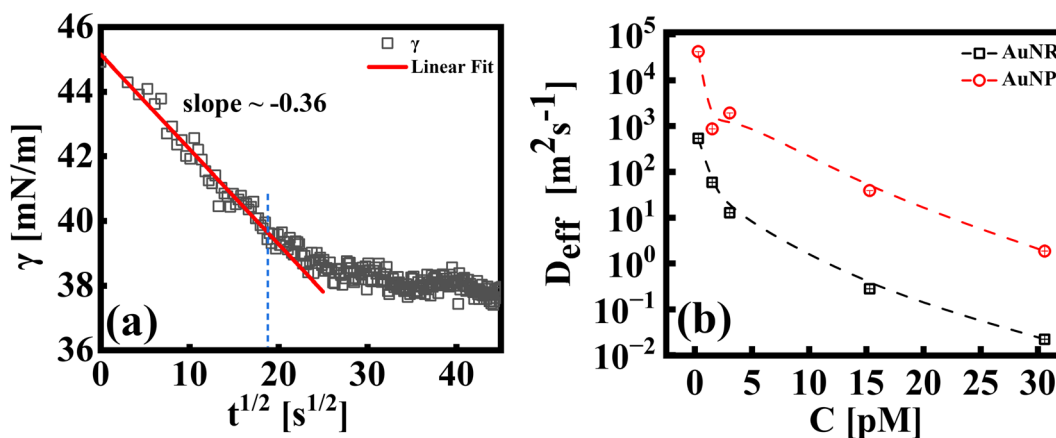 46
44
42
40
38
36
γ [mN/m]
γ
Linear Fit
slope ~ -0.36
(a)
0 10 20 30 40
t^1/2 [s^1/2]
10^5
10^4
10^3
10^2
10^1
10^0
10^-1
10^-2
D_eff [m^2s^-1]
AuNR
AuNP
(b)
0 5 10 15 20 25 30
C [pM]